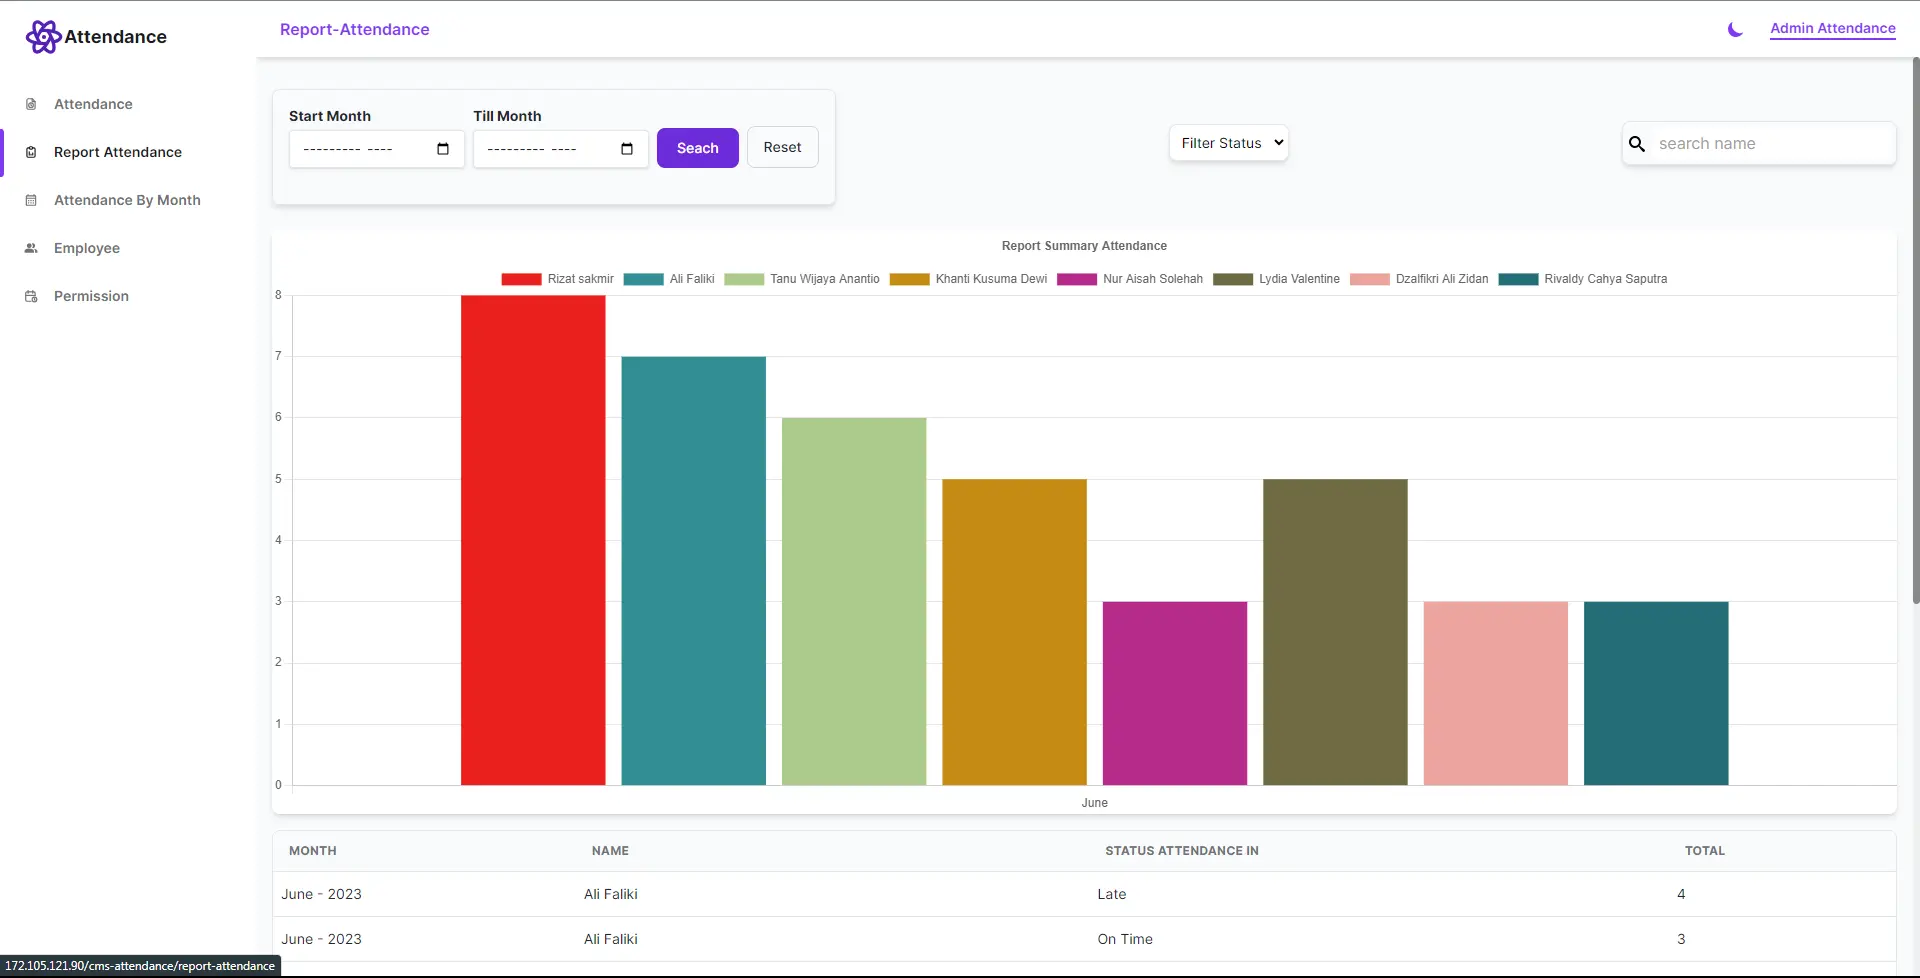 Attendance
Report-Attendance
Admin Attendance
Attendance
Report Attendance
Attendance By Month
Employee
Permission
Start Month
Till Month
--------- ----
--------- ----
Seach
Reset
Filter Status
search name
Report Summary Attendance
Rizat sakmir Ali Faliki Tanu Wijaya Anantio Khanti Kusuma Dewi Nur Aisah Solehah Lydia Valentine Dzalfikri Ali Zidan Rivaldy Cahya Saputra
8
7
6
5
4
3
2
1
0
June
MONTH NAME STATUS ATTENDANCE IN TOTAL
June - 2023 Ali Faliki Late 4
June - 2023 Ali Faliki On Time 3
172.105.121.90/cms-attendance/report-attendance